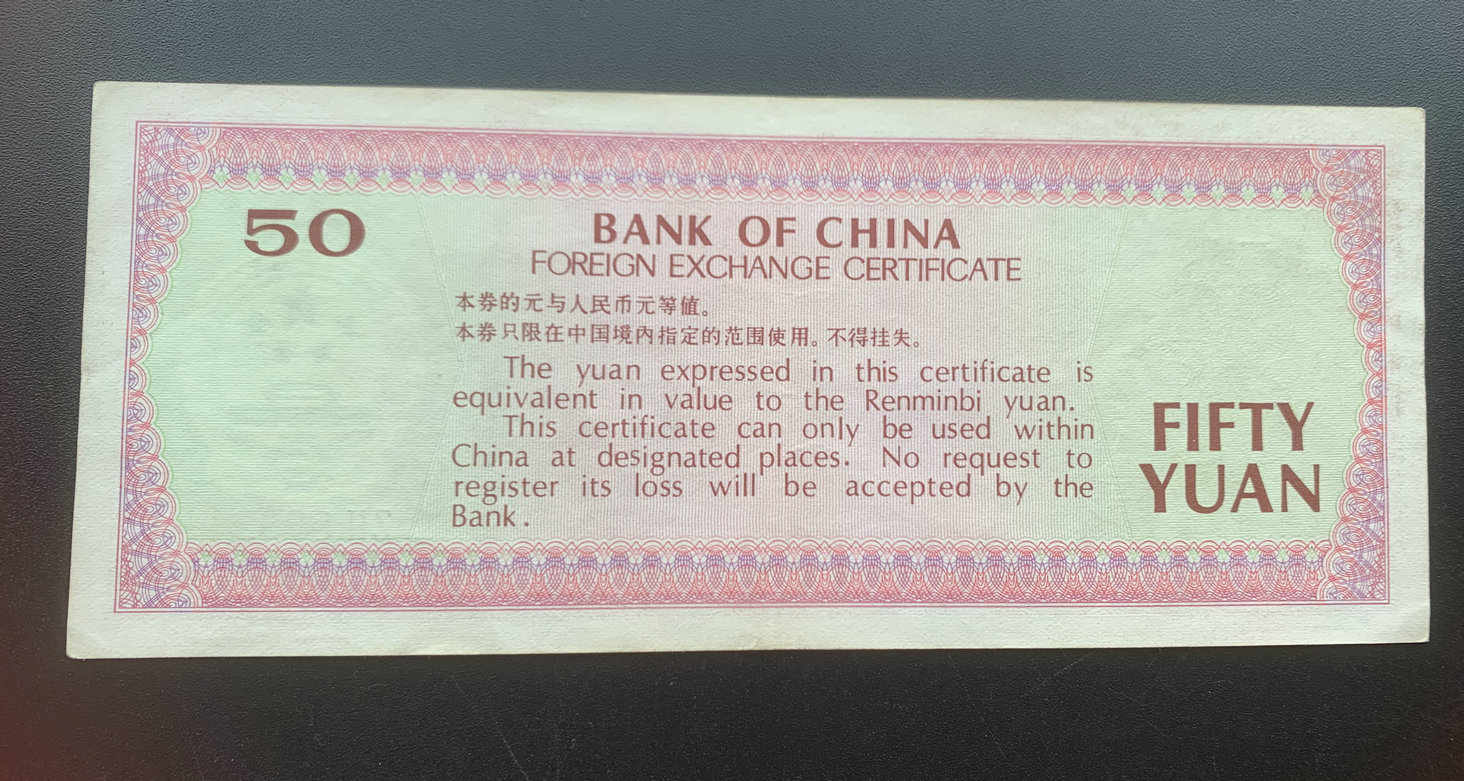 50
BANK OF CHINA
FOREIGN EXCHANGE CERTIFICATE
本券的元与人民币元等值。
本券只限在中国境内指定的范围使用。不得挂失。
The yuan expressed in this certificate is
equivalent in value to the Renminbi yuan.
This certificate can only be used within
China at designated places. No request to
register its loss will be accepted by the
Bank.
FIFTY
YUAN